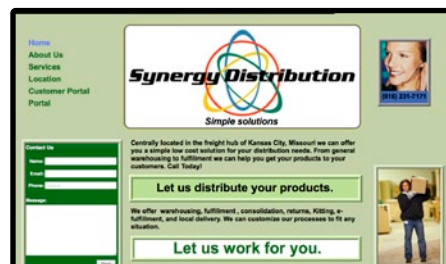 Home
About Us
Services
Location
Customer Portal
Portal
Synergy Distribution
Simple solutions
(816) 231-7171
Contact Us
Name:
Email:
Phone:
Message:
Centrally located in the freight hub of Kansas City, Missouri we can offer
you a simple low cost solution for your distribution needs. From general
warehousing to fulfillment we can help you get your products to your
customers. Call Today!
Let us distribute your products.
We offer warehousing, fulfillment , consolidation, returns, Kitting, e-
fulfillment, and local delivery. We can customize our processes to fit any
situation.
Let us work for you.